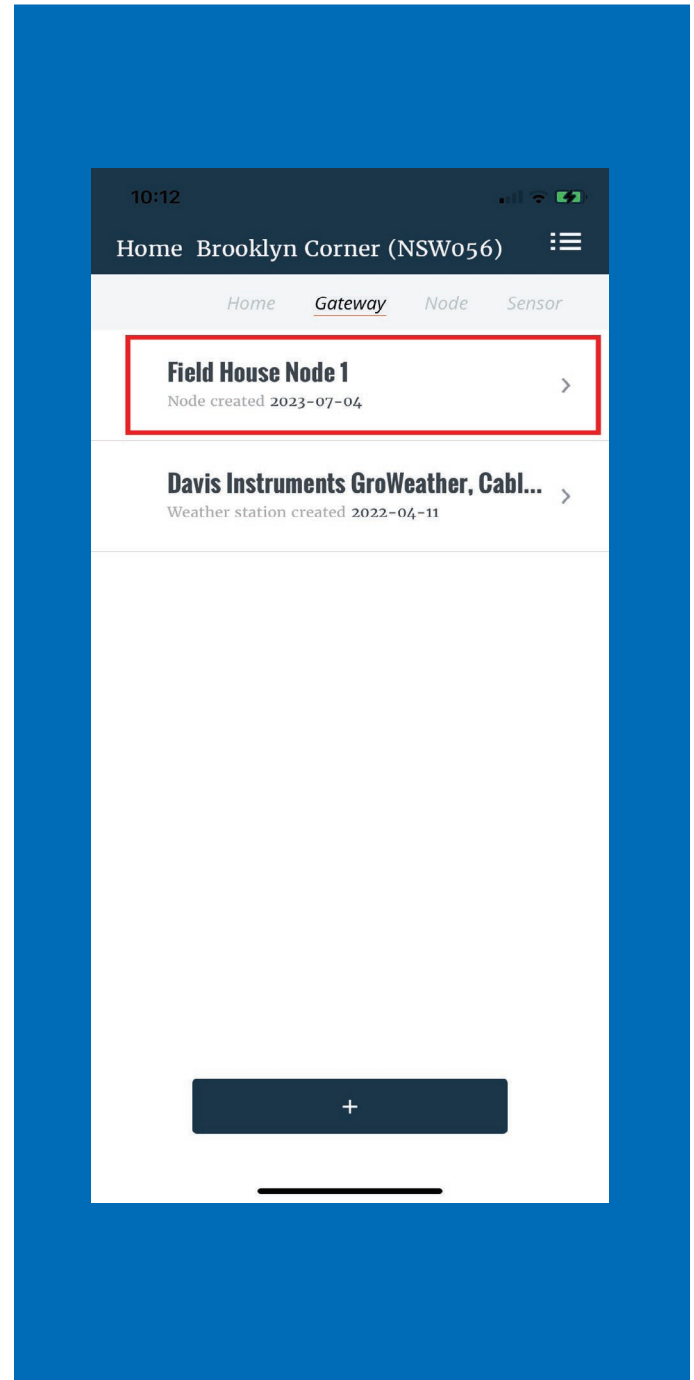 10:12
Home Brooklyn Corner (NSW056)
Home Gateway Node Sensor
Field House Node 1
Node created 2023-07-04
Davis Instruments GroWeather, Cabl...
Weather station created 2022-04-11
+